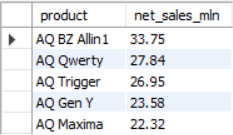 product net_sales_mln
AQ BZ Allin1 33.75
AQ Qwerty 27.84
AQ Trigger 26.95
AQ Gen Y 23.58
AQ Maxima 22.32